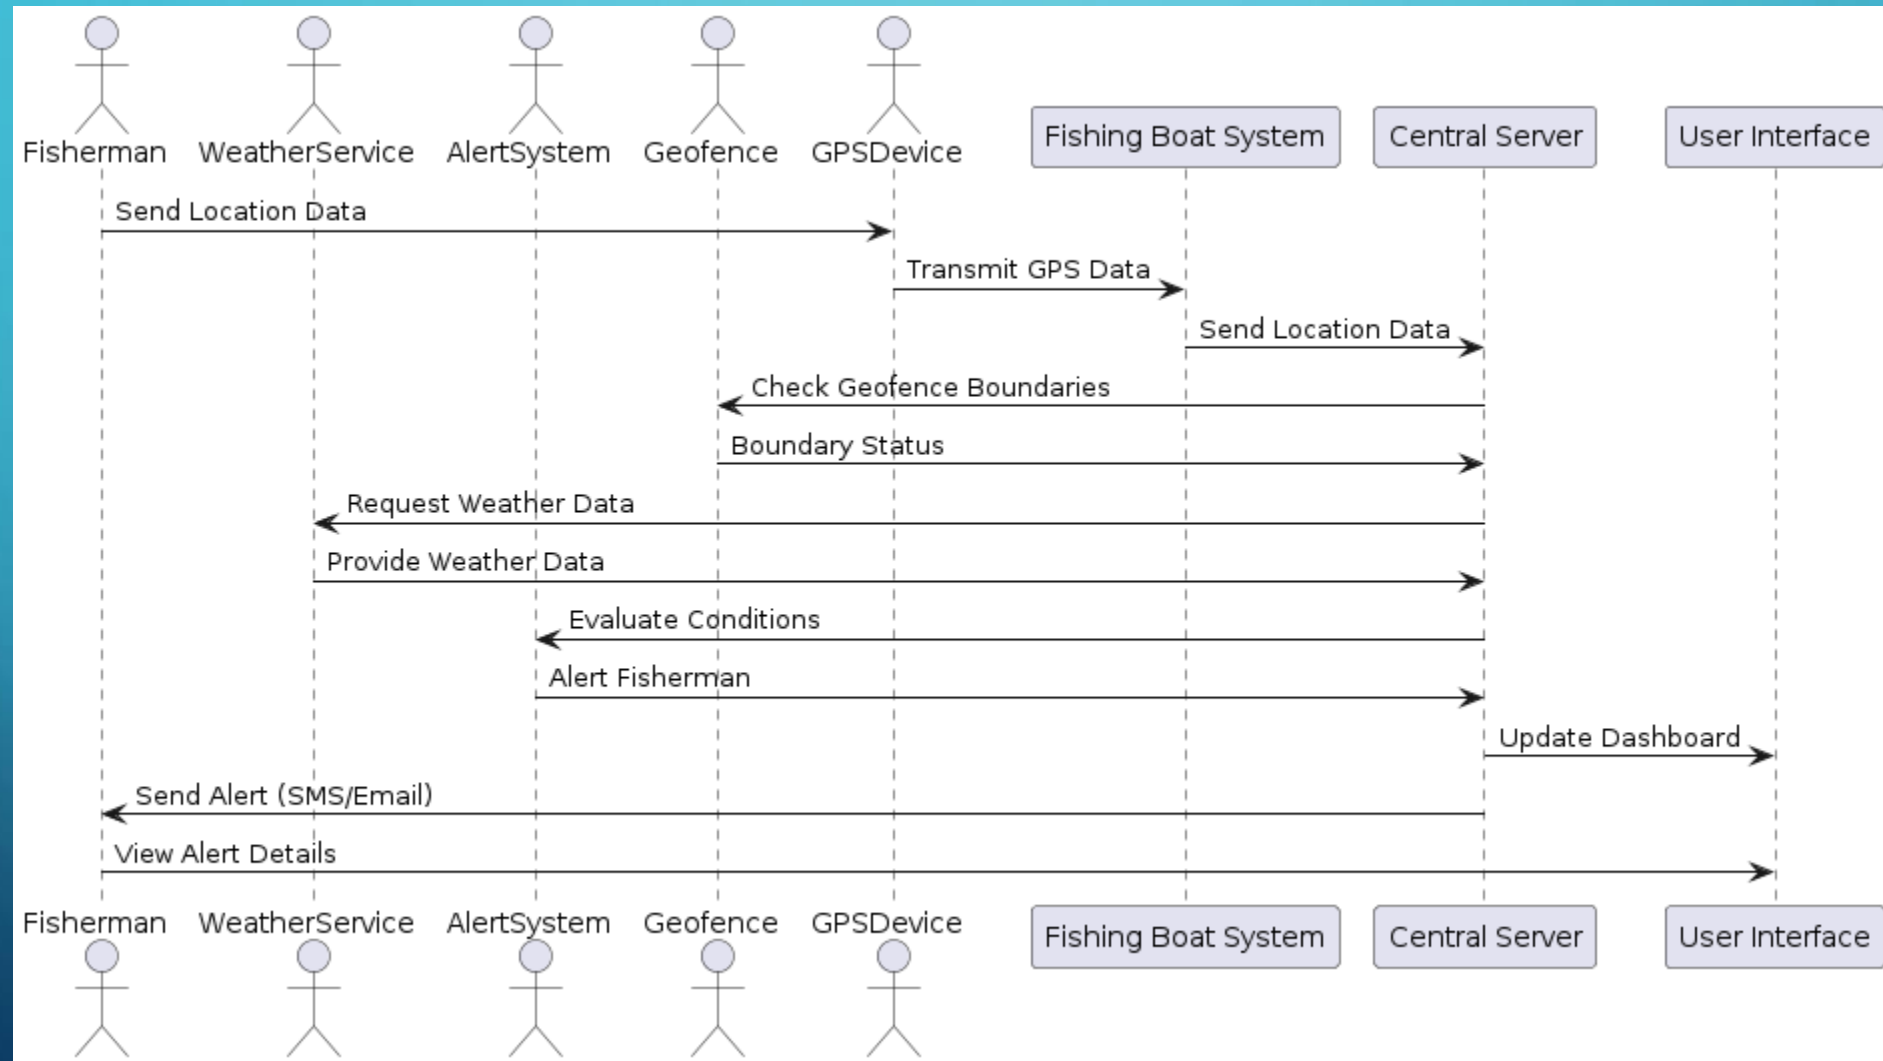 Fisherman WeatherService AlertSystem Geofence GPSDevice Fishing Boat System Central Server User Interface
Send Location Data
Transmit GPS Data
Send Location Data
Check Geofence Boundaries
Boundary Status
Request Weather Data
Provide Weather Data
Evaluate Conditions
Alert Fisherman
Update Dashboard
Send Alert (SMS/Email)
View Alert Details
Fisherman WeatherService AlertSystem Geofence GPSDevice Fishing Boat System Central Server User Interface